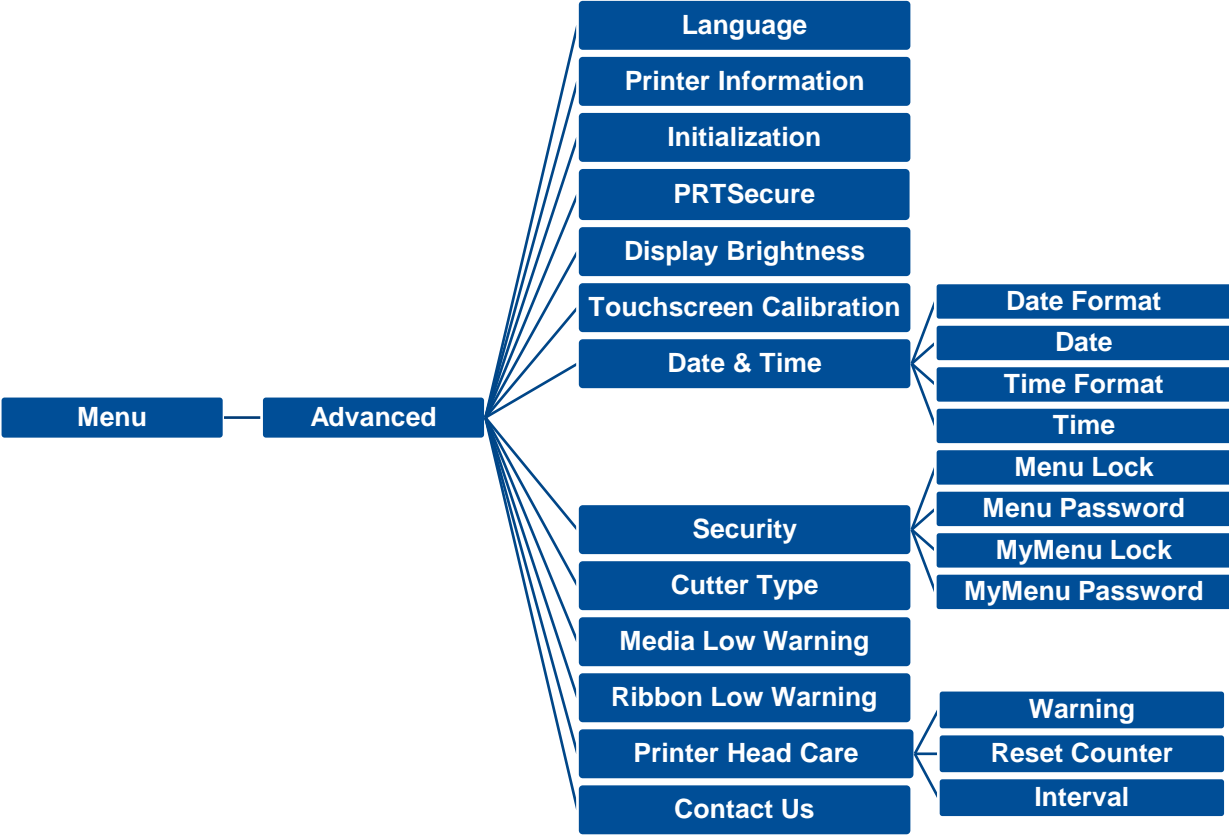 Menu
Advanced
Language
Printer Information
Initialization
PRTSecure
Display Brightness
Touchscreen Calibration
Date & Time
Date Format
Date
Time Format
Time
Security
Menu Lock
Menu Password
MyMenu Lock
MyMenu Password
Cutter Type
Media Low Warning
Ribbon Low Warning
Printer Head Care
Warning
Reset Counter
Interval
Contact Us